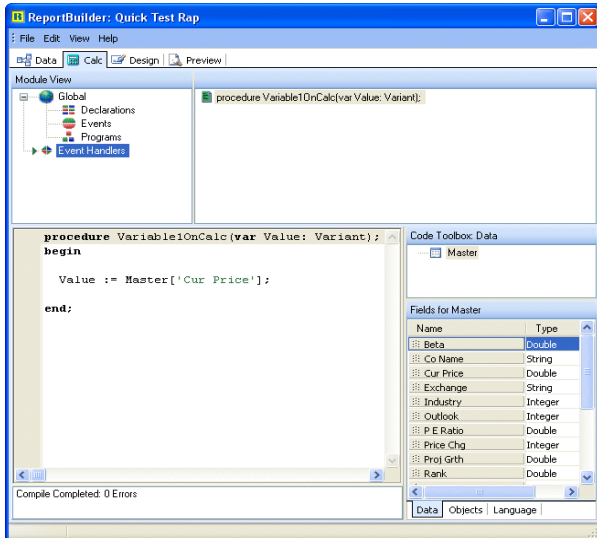 ReportBuilder: Quick Test Rap
File Edit View Help
Data Calc Design Preview
Module View
Global
Declarations
Events
Programs
Event Handlers
procedure Variable1OnCalc(var Value: Variant);
procedure Variable1OnCalc(var Value: Variant);
begin
Value := Master['Cur Price'];
end;
Compile Completed: 0 Errors
Code Toolbox: Data
Master
Fields for Master
Name Type
Beta Double
Co Name String
Cur Price Double
Exchange String
Industry Integer
Outlook Integer
P E Ratio Double
Price Chg Integer
Proj Grth Double
Rank Double
Data Objects Language